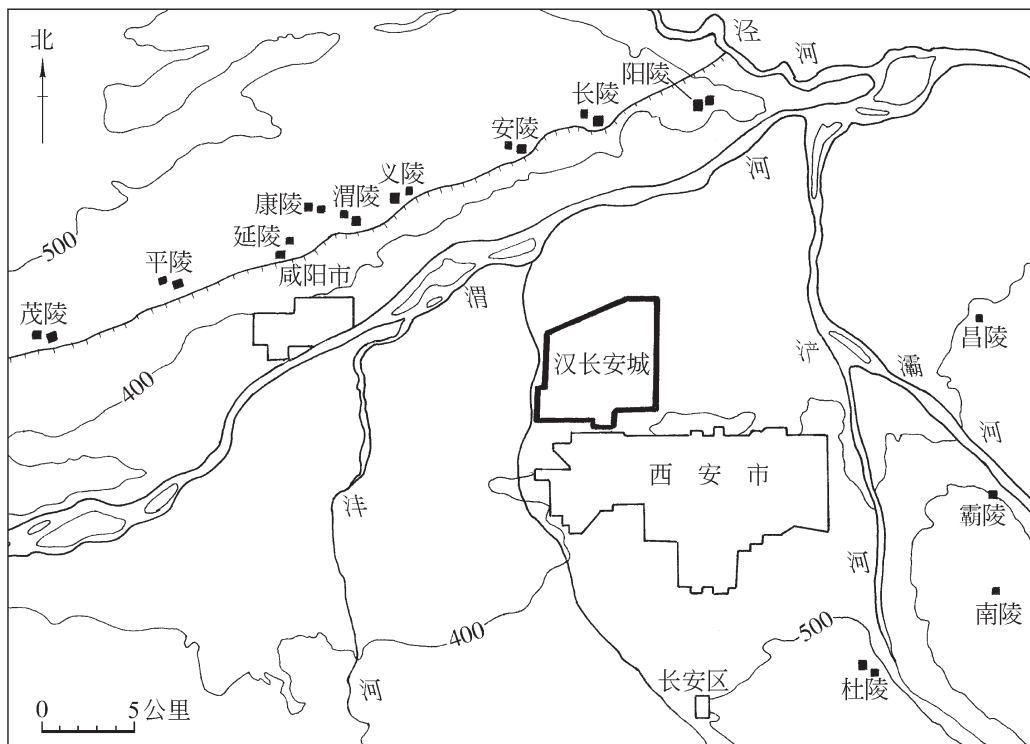 北
泾
河
阳陵
长陵
安陵
河
义陵
渭陵
康陵
延陵
500
平陵
咸阳市
渭
茂陵
昌陵
浐
灞
汉长安城
400
河
西安市
沣
霸陵
河
南陵
400
500
长安区
杜陵
河
0 5公里